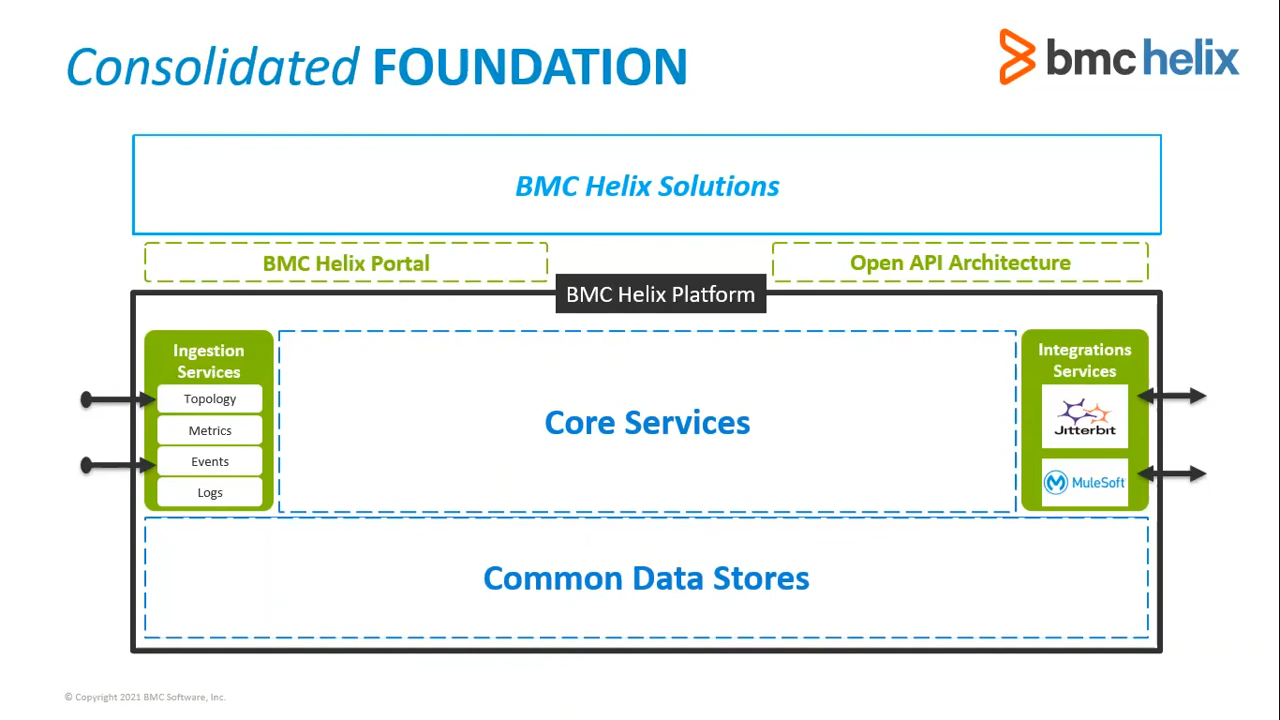 Consolidated FOUNDATION
bmc helix
BMC Helix Solutions
BMC Helix Portal
Open API Architecture
BMC Helix Platform
Ingestion
Services
Topology
Metrics
Events
Logs
Core Services
Integrations
Services
Jitterbit
MuleSoft
Common Data Stores
© Copyright 2021 BMC Software, Inc.